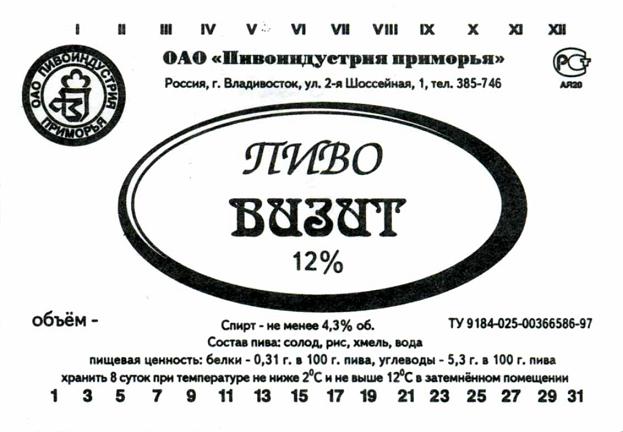 I II III IV V VI VII VIII IX X XI XII
ОАО «Пивоиндустрия приморья»
Россия, г. Владивосток, ул. 2-я Шоссейная, 1, тел. 385-746
ОАО ПИВОИНДУСТРИЯ
ПРИМОРЬЯ
РСТ
АЯ20
ПИВО
ВИЗИТ
12%
объём -
Спирт - не менее 4,3% об.
ТУ 9184-025-00366586-97
Состав пива: солод, рис, хмель, вода
пищевая ценность: белки - 0,31 г. в 100 г. пива, углеводы - 5,3 г. в 100 г. пива
хранить 8 суток при температуре не ниже 2⁰С и не выше 12⁰С в затемнённом помещении
1 3 5 7 9 11 13 15 17 19 21 23 25 27 29 31